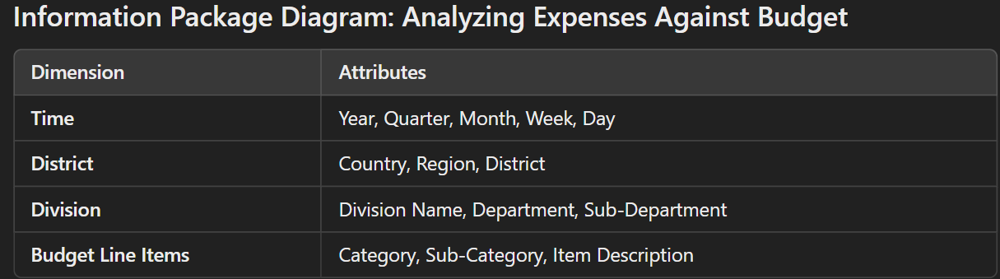 Information Package Diagram: Analyzing Expenses Against Budget
Dimension Attributes
Time Year, Quarter, Month, Week, Day
District Country, Region, District
Division Division Name, Department, Sub-Department
Budget Line Items Category, Sub-Category, Item Description